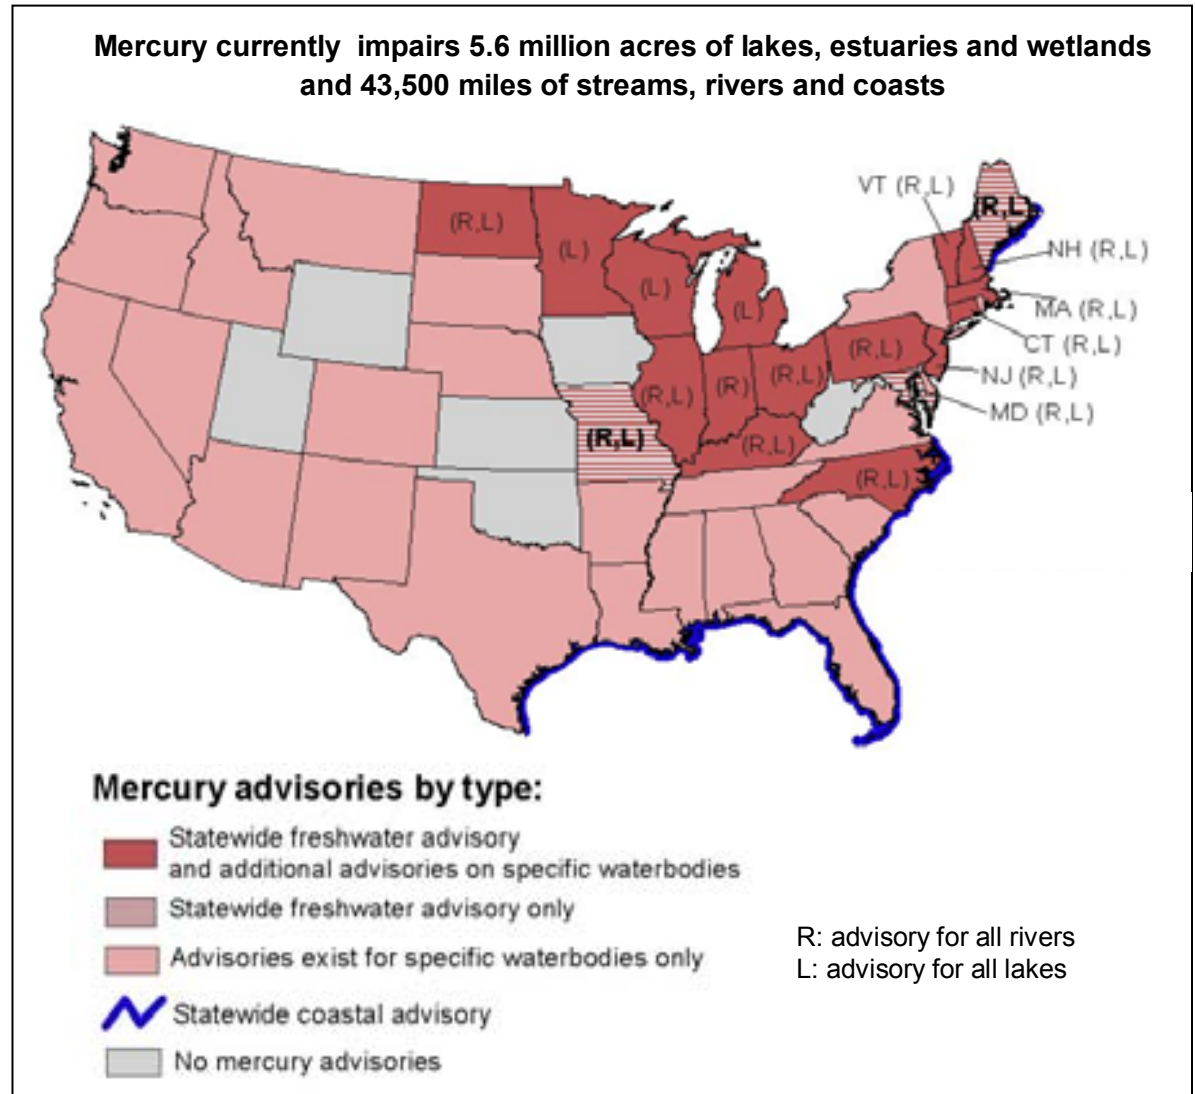 Mercury currently impairs 5.6 million acres of lakes, estuaries and wetlands
and 43,500 miles of streams, rivers and coasts
VT (R,L)
(R,L)
(R,L)
(L)
NH (R,L)
(L)
(L)
MA (R,L)
CT (R,L)
(R,L)
NJ (R,L)
(R,L)
(R)
(R,L)
MD (R,L)
(R,L)
(R,L)
(R,L)
Mercury advisories by type:
Statewide freshwater advisory
and additional advisories on specific waterbodies
Statewide freshwater advisory only
Advisories exist for specific waterbodies only
Statewide coastal advisory
No mercury advisories
R: advisory for all rivers
L: advisory for all lakes